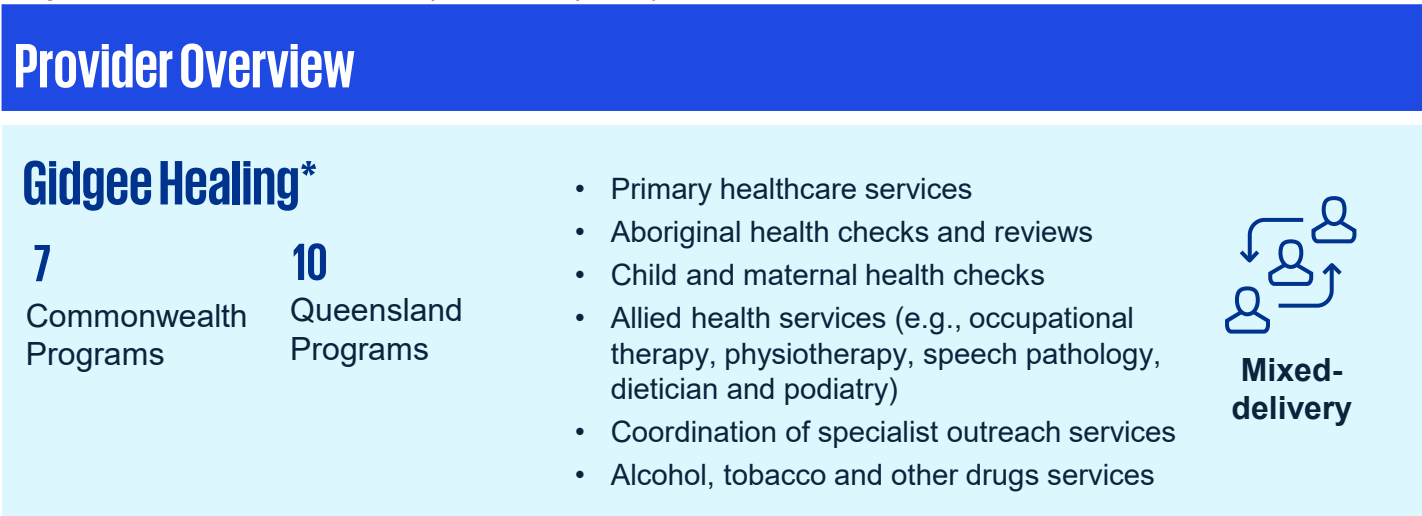 Provider Overview
Gidgee Healing*
7
Commonwealth
Programs
10
Queensland
Programs
• Primary healthcare services
• Aboriginal health checks and reviews
• Child and maternal health checks
• Allied health services (e.g., occupational
therapy, physiotherapy, speech pathology,
dietician and podiatry)
• Coordination of specialist outreach services
• Alcohol, tobacco and other drugs services
Mixed-
delivery